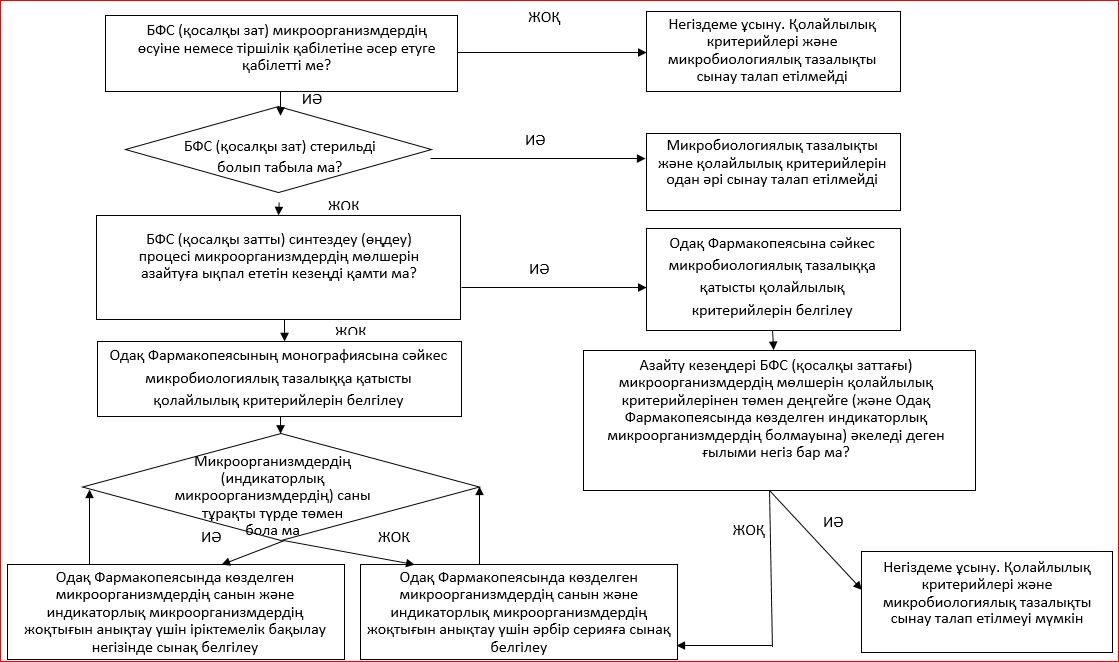 БФС (қосалқы зат) микроорганизмдердің
өсуіне немесе тіршілік қабілетіне әсер етуге
қабілетті ме?
ЖОҚ
Негіздеме ұсыну. Қолайлылық
критерийлері және
микробиологиялық тазалықты
сынау талап етілмейді
ИӘ
БФС (қосалқы зат) стерильді
болып табыла ма?
ИӘ
Микробиологиялық тазалықты
және қолайлылық критерийлерін
одан әрі сынау талап етілмейді
ЖОҚ
БФС (қосалқы затты) синтездеу (өңдеу)
процесі микроорганизмдердің мөлшерін
азайтуға ықпал ететін кезеңді қамти ма?
ИӘ
Одақ Фармакопеясына сәйкес
микробиологиялық тазалыққа
қатысты қолайлылық
критерийлерін белгілеу
ЖОҚ
Одақ Фармакопеясының монографиясына сәйкес
микробиологиялық тазалыққа қатысты
қолайлылық критерийлерін белгілеу
Азайту кезеңдері БФС (қосалқы заттағы)
микроорганизмдердің мөлшерін қолайлылық
критерийлерінен төмен деңгейге (және Одақ
Фармакопеясында көзделген индикаторлық
микроорганизмдердің болмауына) әкеледі деген
ғылыми негіз бар ма?
Микроорганизмдердің
(индикаторлық
микроорганизмдердің) саны
тұрақты түрде төмен
бола ма
ИӘ
ЖОҚ
ЖОҚ
ИӘ
Одақ Фармакопеясында көзделген
микроорганизмдердің санын және
индикаторлық микроорганизмдердің
жоқтығын анықтау үшін іріктемелік бақылау
негізінде сынақ белгілеу
Одақ Фармакопеясында көзделген
микроорганизмдердің санын және
индикаторлық микроорганизмдердің
жоқтығын анықтау үшін әрбір серияға сынақ
белгілеу
Негіздеме ұсыну. Қолайлылық
критерийлері және
микробиологиялық тазалықты
сынау талап етілмеуі мүмкін